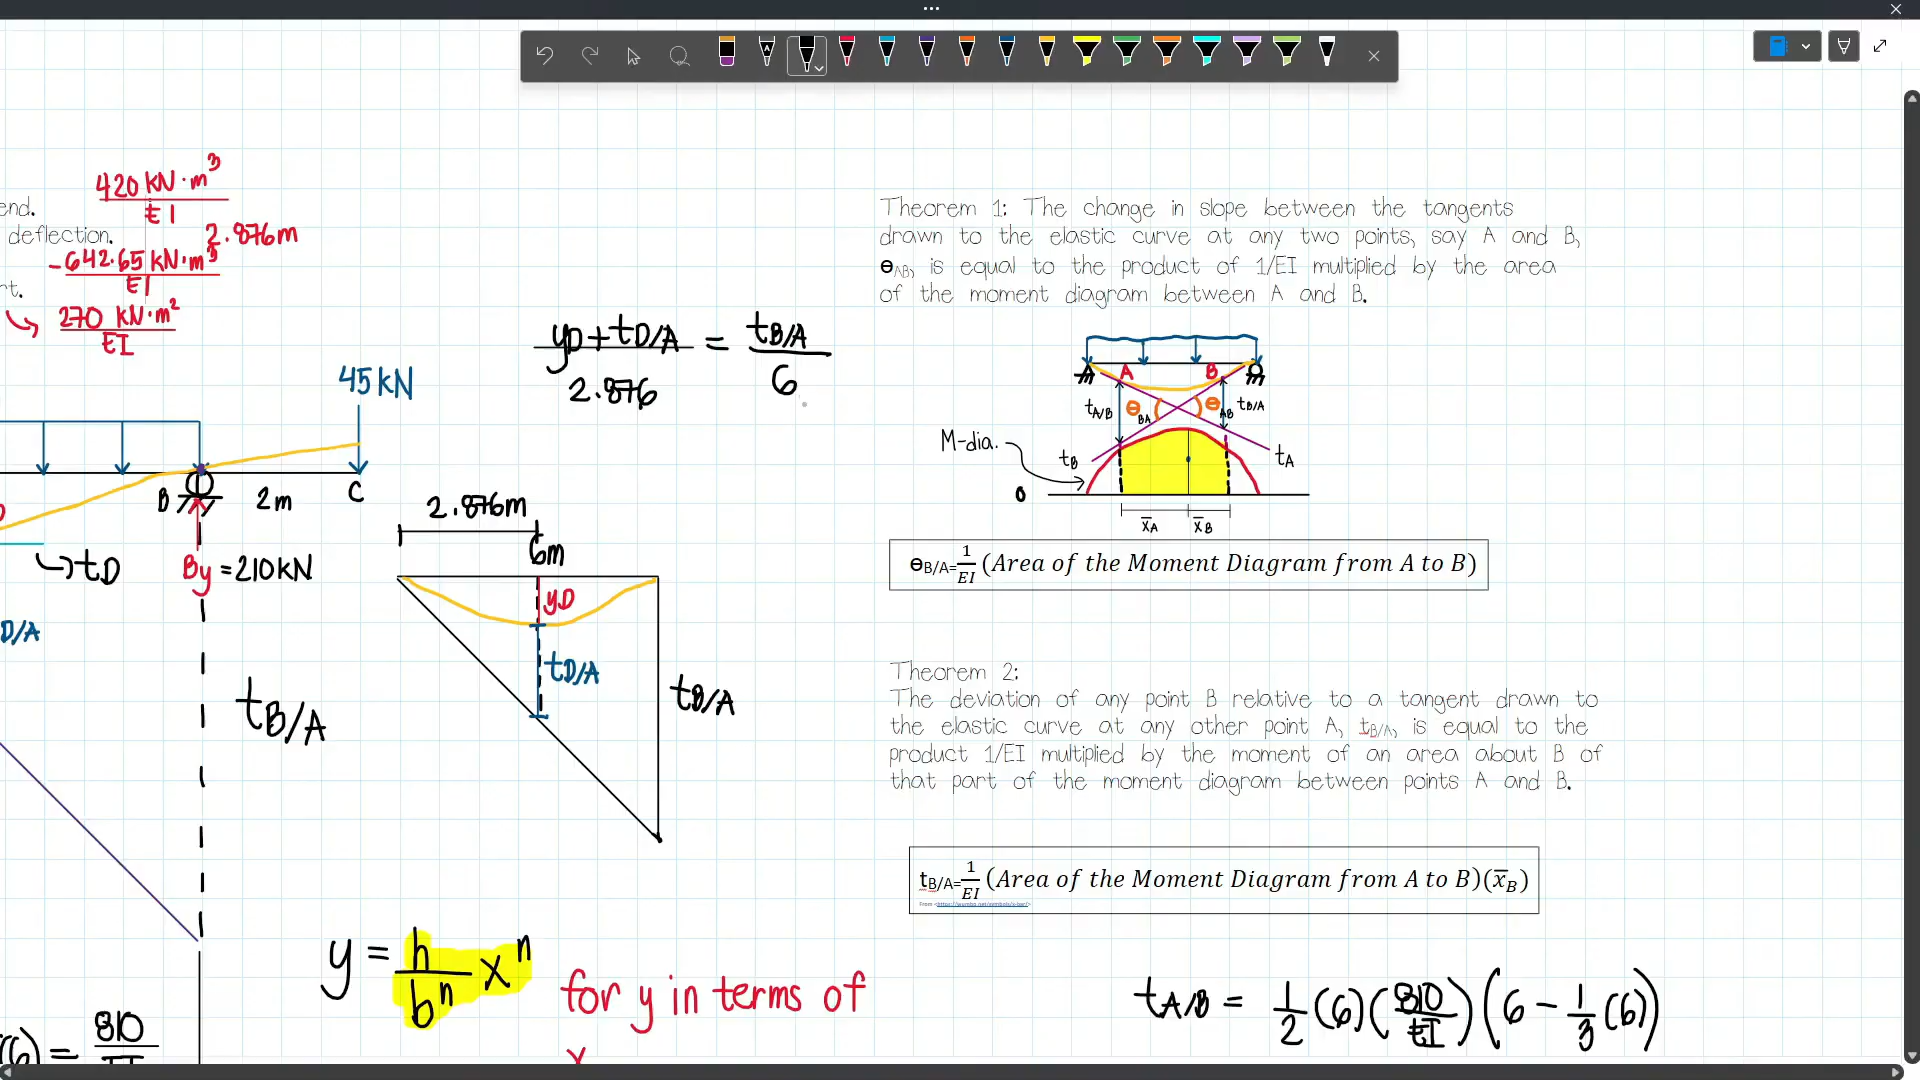 end.
deflection.
rt.
420 KN·m³
EI
2.876m
-642.65 KN·m³
EI
270 KN·m²
EI
yD + tD/A = tB/A
2.876 6
45 KN
B
2m
C
tD
By = 210KN
D/A
tB/A
2.876m
6m
yD
tD/A
tB/A
y = h/bⁿ xⁿ
for y in terms of
x
(6) = 810
EI
Theorem 1: The change in slope between the tangents
drawn to the elastic curve at any two points, say A and B,
ӨAB, is equal to the product of 1/EI multiplied by the area
of the moment diagram between A and B.
A B
tA/B ӨBA ӨAB tB/A
M-dia.
tB tA
0
x̄A x̄B
ӨB/A=1/EI (Area of the Moment Diagram from A to B)
Theorem 2:
The deviation of any point B relative to a tangent drawn to
the elastic curve at any other point A, tB/A, is equal to the
product 1/EI multiplied by the moment of an area about B of
that part of the moment diagram between points A and B.
tB/A=1/EI (Area of the Moment Diagram from A to B)(x̄B)
tA/B = 1/2 (6)(810/EI)(6 - 1/3 (6))